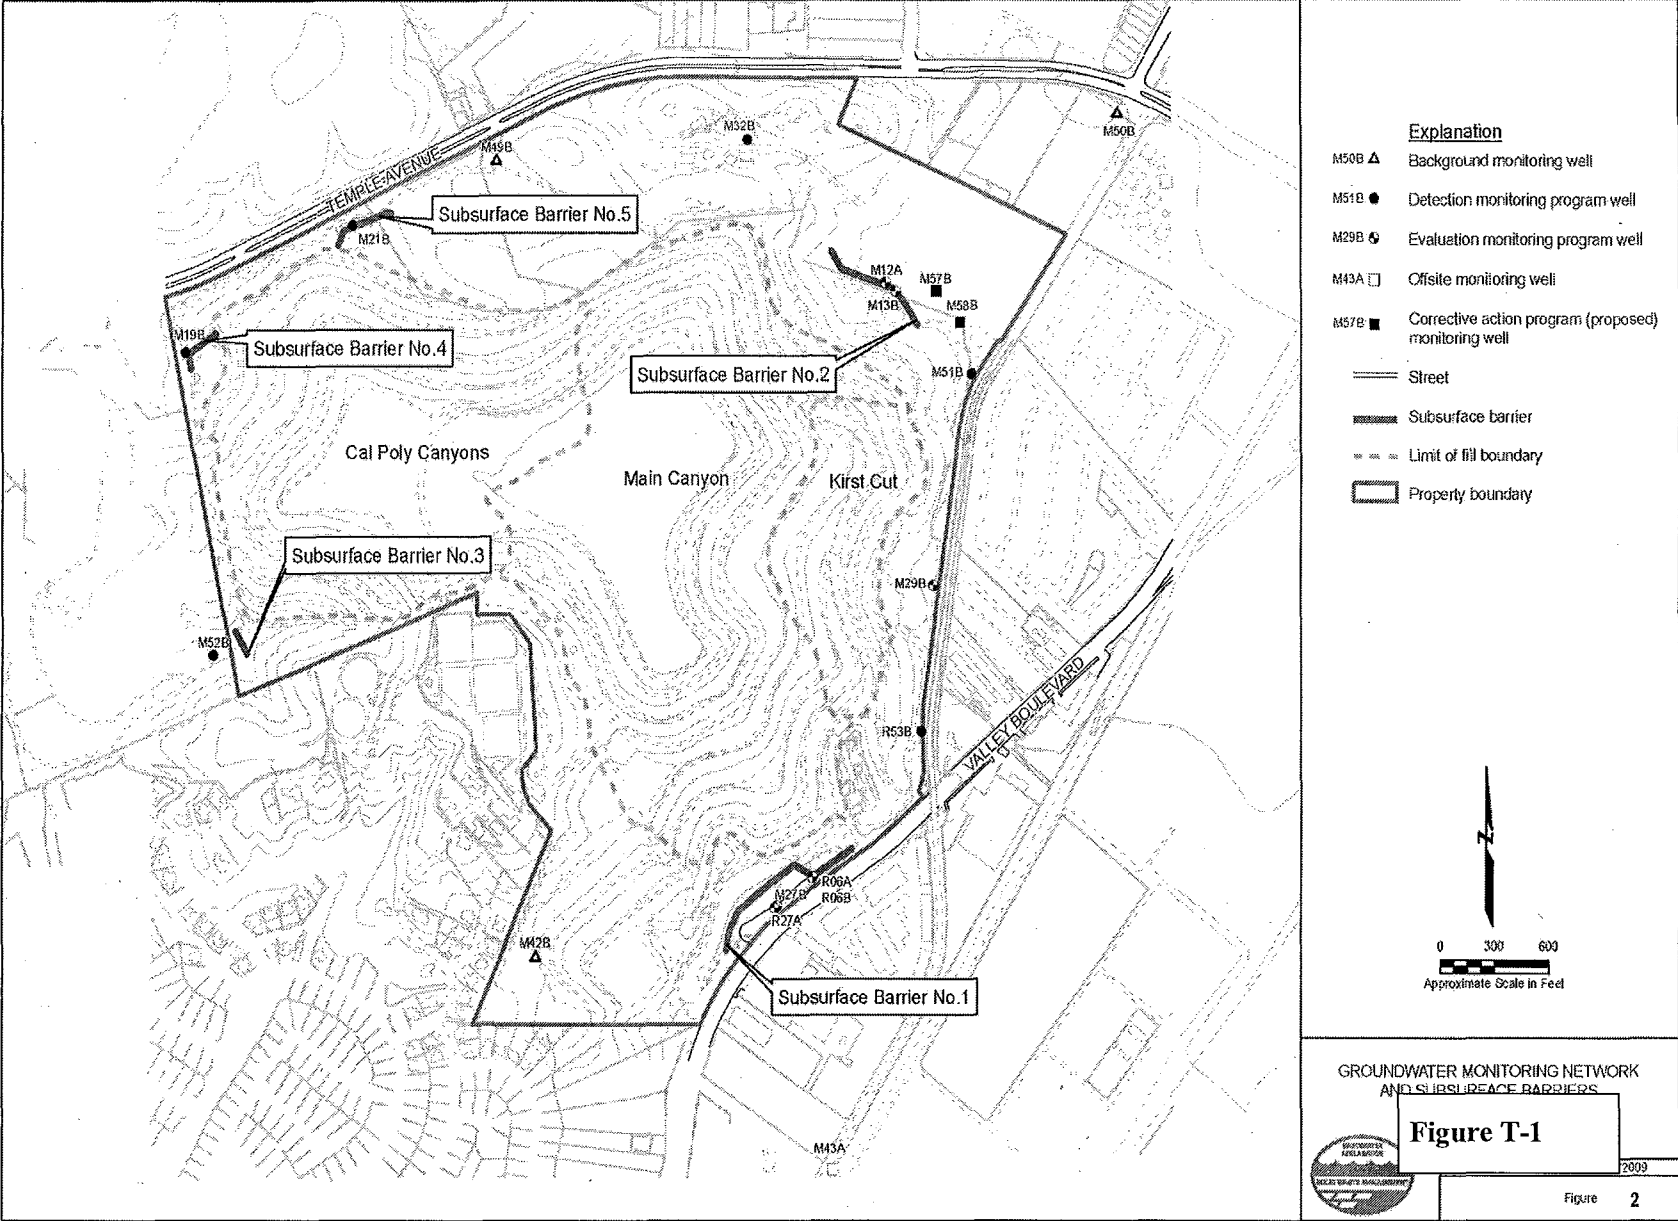 M32B
M50B
M49B
TEMPLE AVENUE
Subsurface Barrier No.5
M21B
M12A
M57B
M13B
M58B
M19B
Subsurface Barrier No.4
Subsurface Barrier No.2
M51B
Cal Poly Canyons
Main Canyon
Kirst Cut
Subsurface Barrier No.3
M29B
M52B
VALLEY BOULEVARD
R53B
R06A
M27B
R06B
R27A
M42B
Subsurface Barrier No.1
M43A
Explanation
M50B Background monitoring well
M51B Detection monitoring program well
M29B Evaluation monitoring program well
M43A Offsite monitoring well
M57B Corrective action program (proposed)
monitoring well
Street
Subsurface barrier
Limit of fill boundary
Property boundary
N
0 300 600
Approximate Scale in Feet
GROUNDWATER MONITORING NETWORK
AND SUBSURFACE BARRIERS
Figure T-1
2009
Figure 2